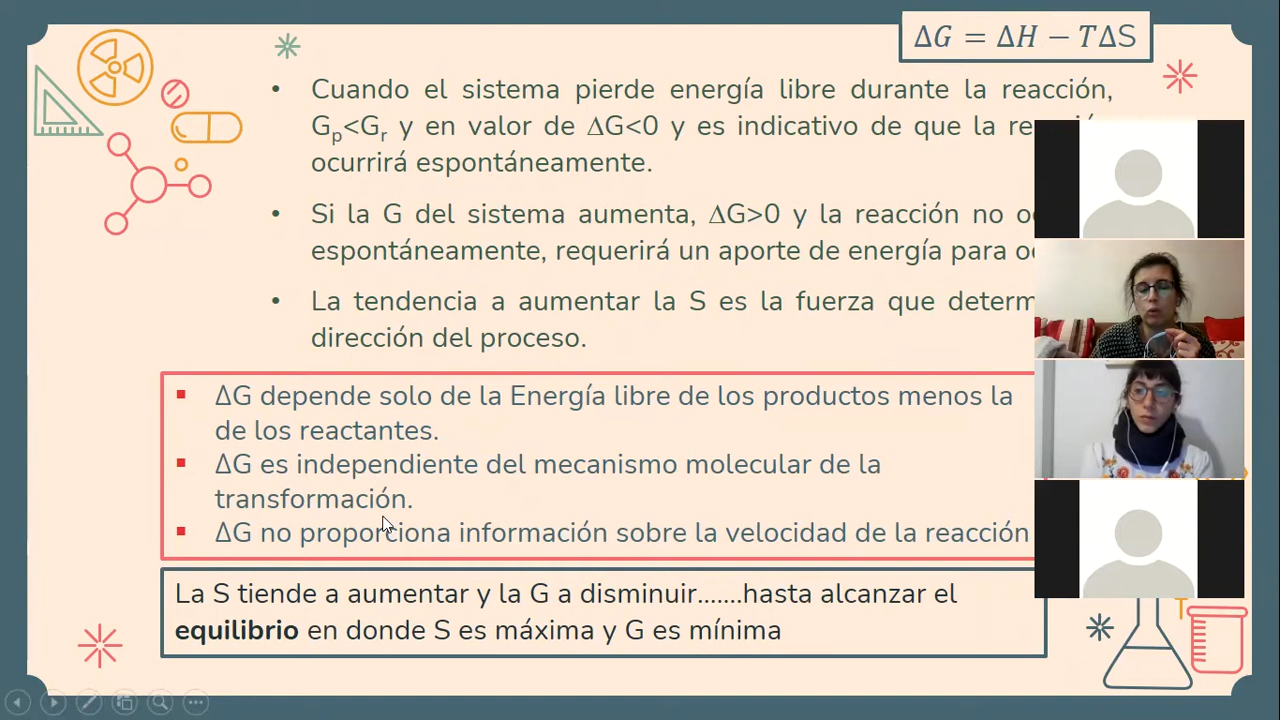 ΔG = ΔH − TΔS
• Cuando el sistema pierde energía libre durante la reacción,
Gp<Gr y en valor de ΔG<0 y es indicativo de que la
ocurrirá espontáneamente.
• Si la G del sistema aumenta, ΔG>0 y la reacción no
espontáneamente, requerirá un aporte de energía para
• La tendencia a aumentar la S es la fuerza que
dirección del proceso.
▪ ΔG depende solo de la Energía libre de los productos menos la
de los reactantes.
▪ ΔG es independiente del mecanismo molecular de la
transformación.
▪ ΔG no proporciona información sobre la velocidad de la reacción
La S tiende a aumentar y la G a disminuir.......hasta alcanzar el
equilibrio en donde S es máxima y G es mínima